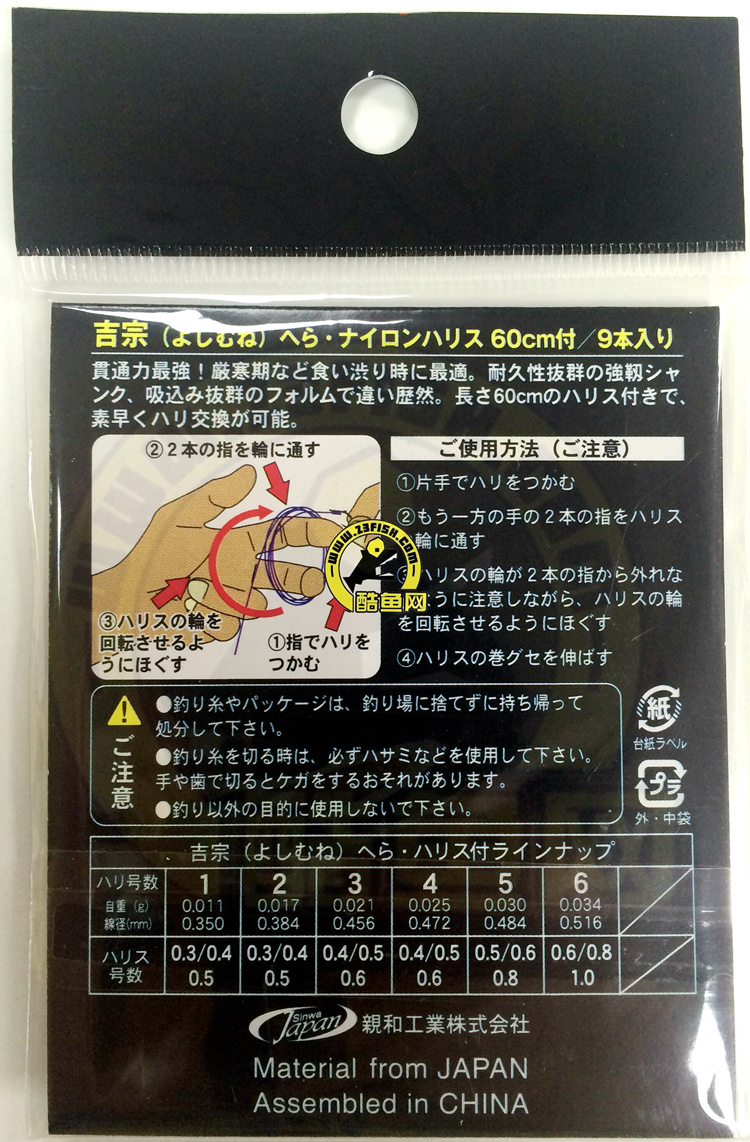 吉宗（よしむね）へら・ナイロンハリス 60cm付／9本入り
貫通力最強！厳寒期など食い渋り時に最適。耐久性抜群の強靱シャ
ンク、吸込み抜群のフォルムで違い歴然。長さ60cmのハリス付きで、
素早くハリ交換が可能。
②2本の指を輪に通す
③ハリスの輪を
回転させるよ
うにほぐす
①指でハリを
つかむ
WWW.23FISH.COM
酷鱼网
ご使用方法（ご注意）
①片手でハリをつかむ
②もう一方の手の2本の指をハリス
輪に通す
ハリスの輪が2本の指から外れな
ように注意しながら、ハリスの輪
を回転させるようにほぐす
④ハリスの巻グセを伸ばす
ご注意
●釣り糸やパッケージは、釣り場に捨てずに持ち帰って
処分して下さい。
●釣り糸を切る時は、必ずハサミなどを使用して下さい。
手や歯で切るとケガをするおそれがあります。
●釣り以外の目的に使用しないで下さい。
紙
台紙ラベル
プラ
外・中袋
吉宗（よしむね）へら・ハリス付ラインナップ
ハリ号数 1 2 3 4 5 6
自重（g） 0.011 0.017 0.021 0.025 0.030 0.034
線径(mm) 0.350 0.384 0.456 0.472 0.484 0.516
ハリス 0.3/0.4 0.3/0.4 0.4/0.5 0.4/0.5 0.5/0.6 0.6/0.8
号数 0.5 0.5 0.6 0.6 0.8 1.0
Sinwa
Japan 親和工業株式会社
Material from JAPAN
Assembled in CHINA